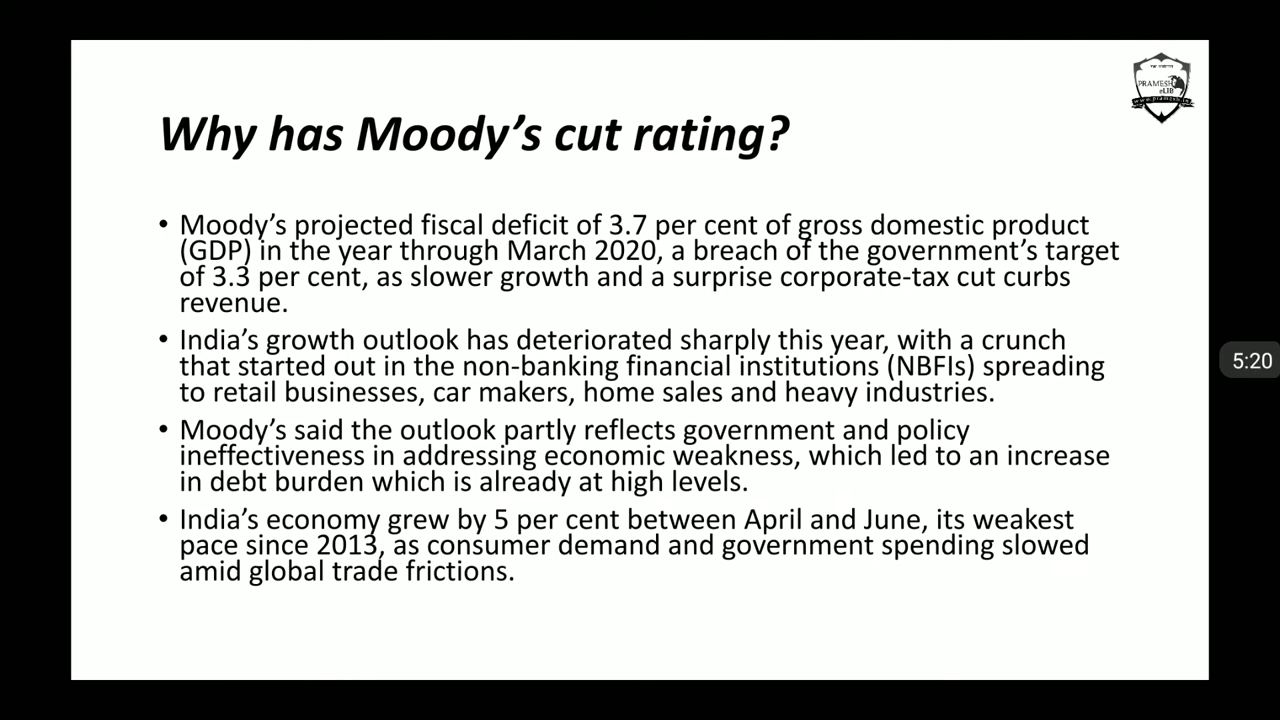 Why has Moody's cut rating?
PRAMESH
eLIB
• Moody's projected fiscal deficit of 3.7 per cent of gross domestic product
(GDP) in the year through March 2020, a breach of the government's target
of 3.3 per cent, as slower growth and a surprise corporate-tax cut curbs
revenue.
• India's growth outlook has deteriorated sharply this year, with a crunch
that started out in the non-banking financial institutions (NBFIs) spreading
to retail businesses, car makers, home sales and heavy industries.
5:20
• Moody's said the outlook partly reflects government and policy
ineffectiveness in addressing economic weakness, which led to an increase
in debt burden which is already at high levels.
• India's economy grew by 5 per cent between April and June, its weakest
pace since 2013, as consumer demand and government spending slowed
amid global trade frictions.